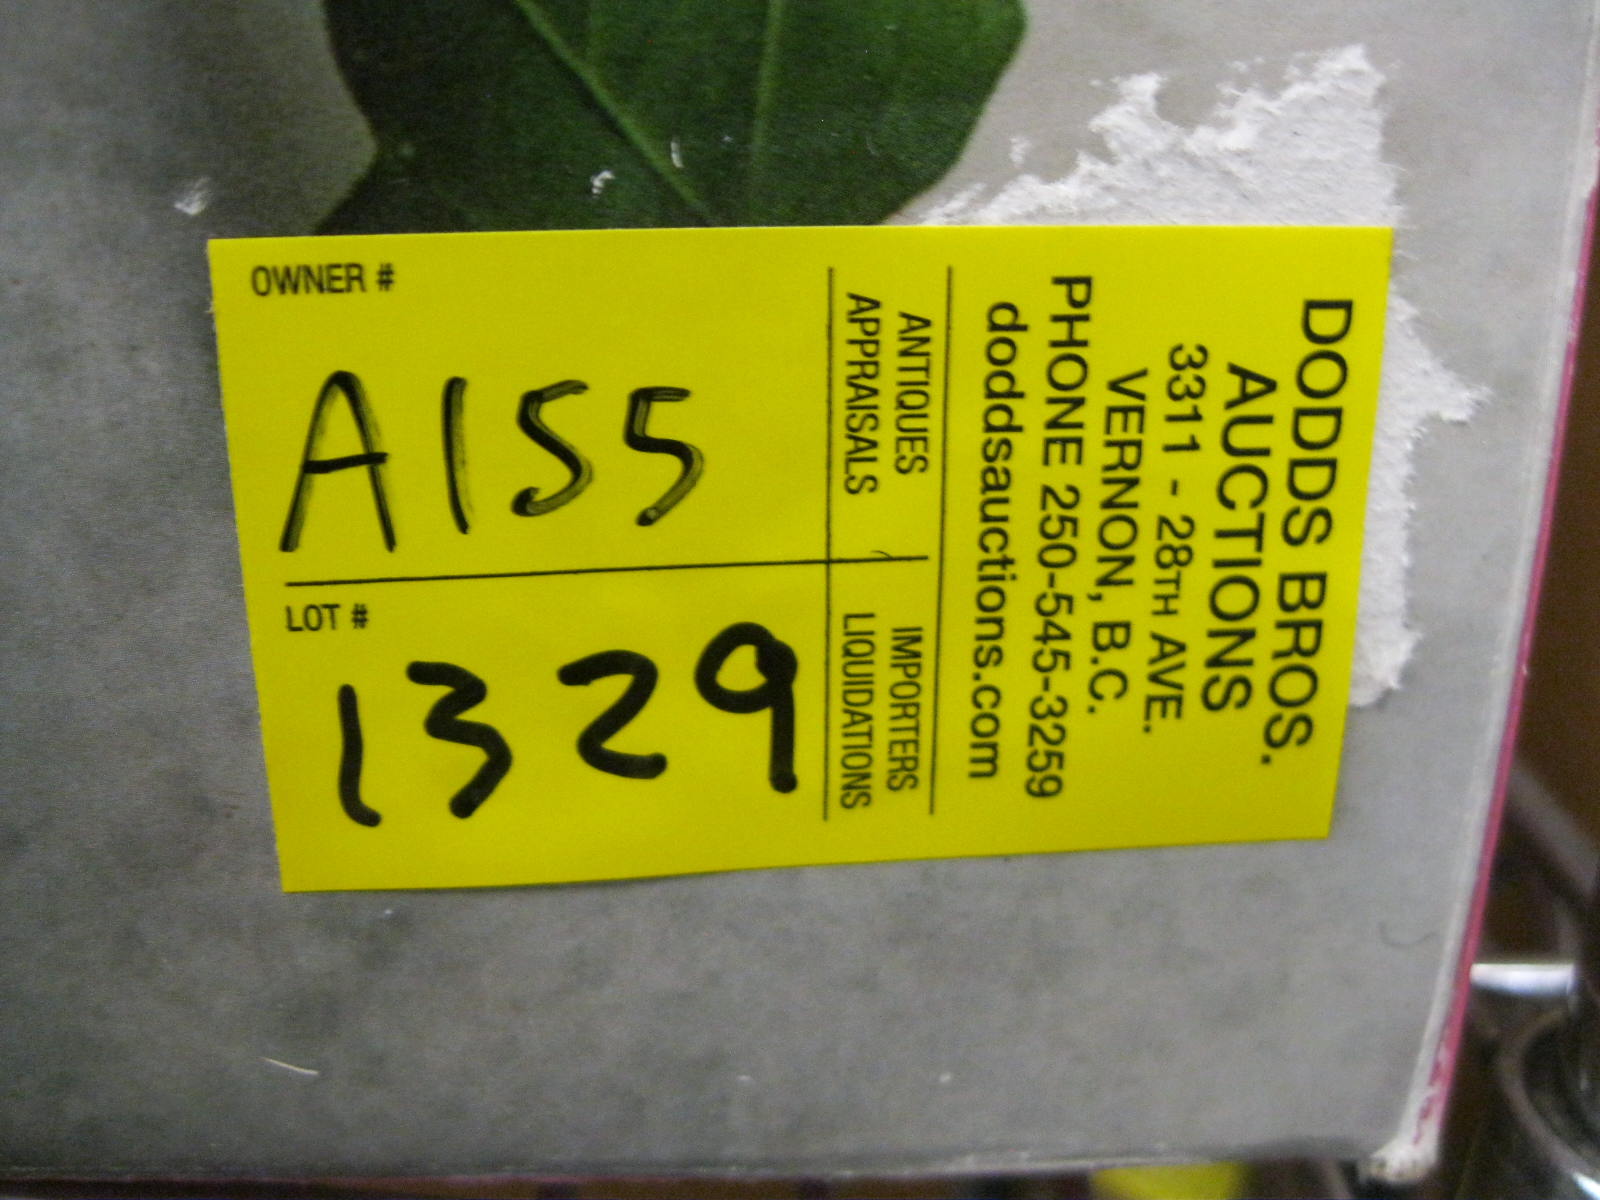 OWNER #
A155
LOT #
1329
ANTIQUES
APPRAISALS
IMPORTERS
LIQUIDATIONS
DODDS BROS.
AUCTIONS
3311 - 28TH AVE.
VERNON, B.C.
PHONE 250-545-3259
doddsauctions.com